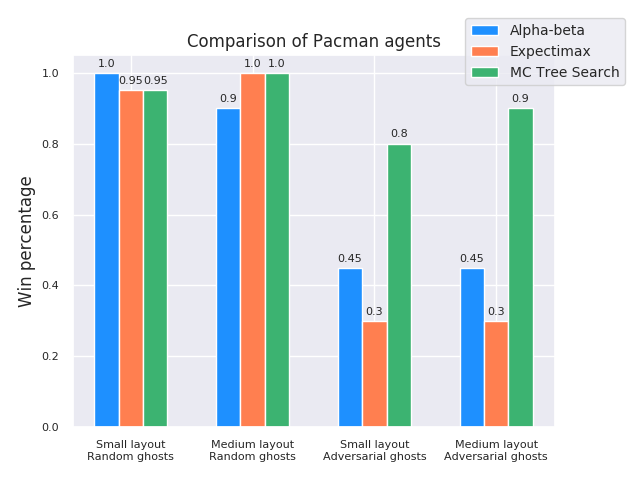 Comparison of Pacman agents
Alpha-beta
Expectimax
MC Tree Search
Win percentage
1.0
0.8
0.6
0.4
0.2
0.0
1.0
0.95
0.95
0.9
1.0
1.0
0.45
0.3
0.8
0.45
0.3
0.9
Small layout
Random ghosts
Medium layout
Random ghosts
Small layout
Adversarial ghosts
Medium layout
Adversarial ghosts